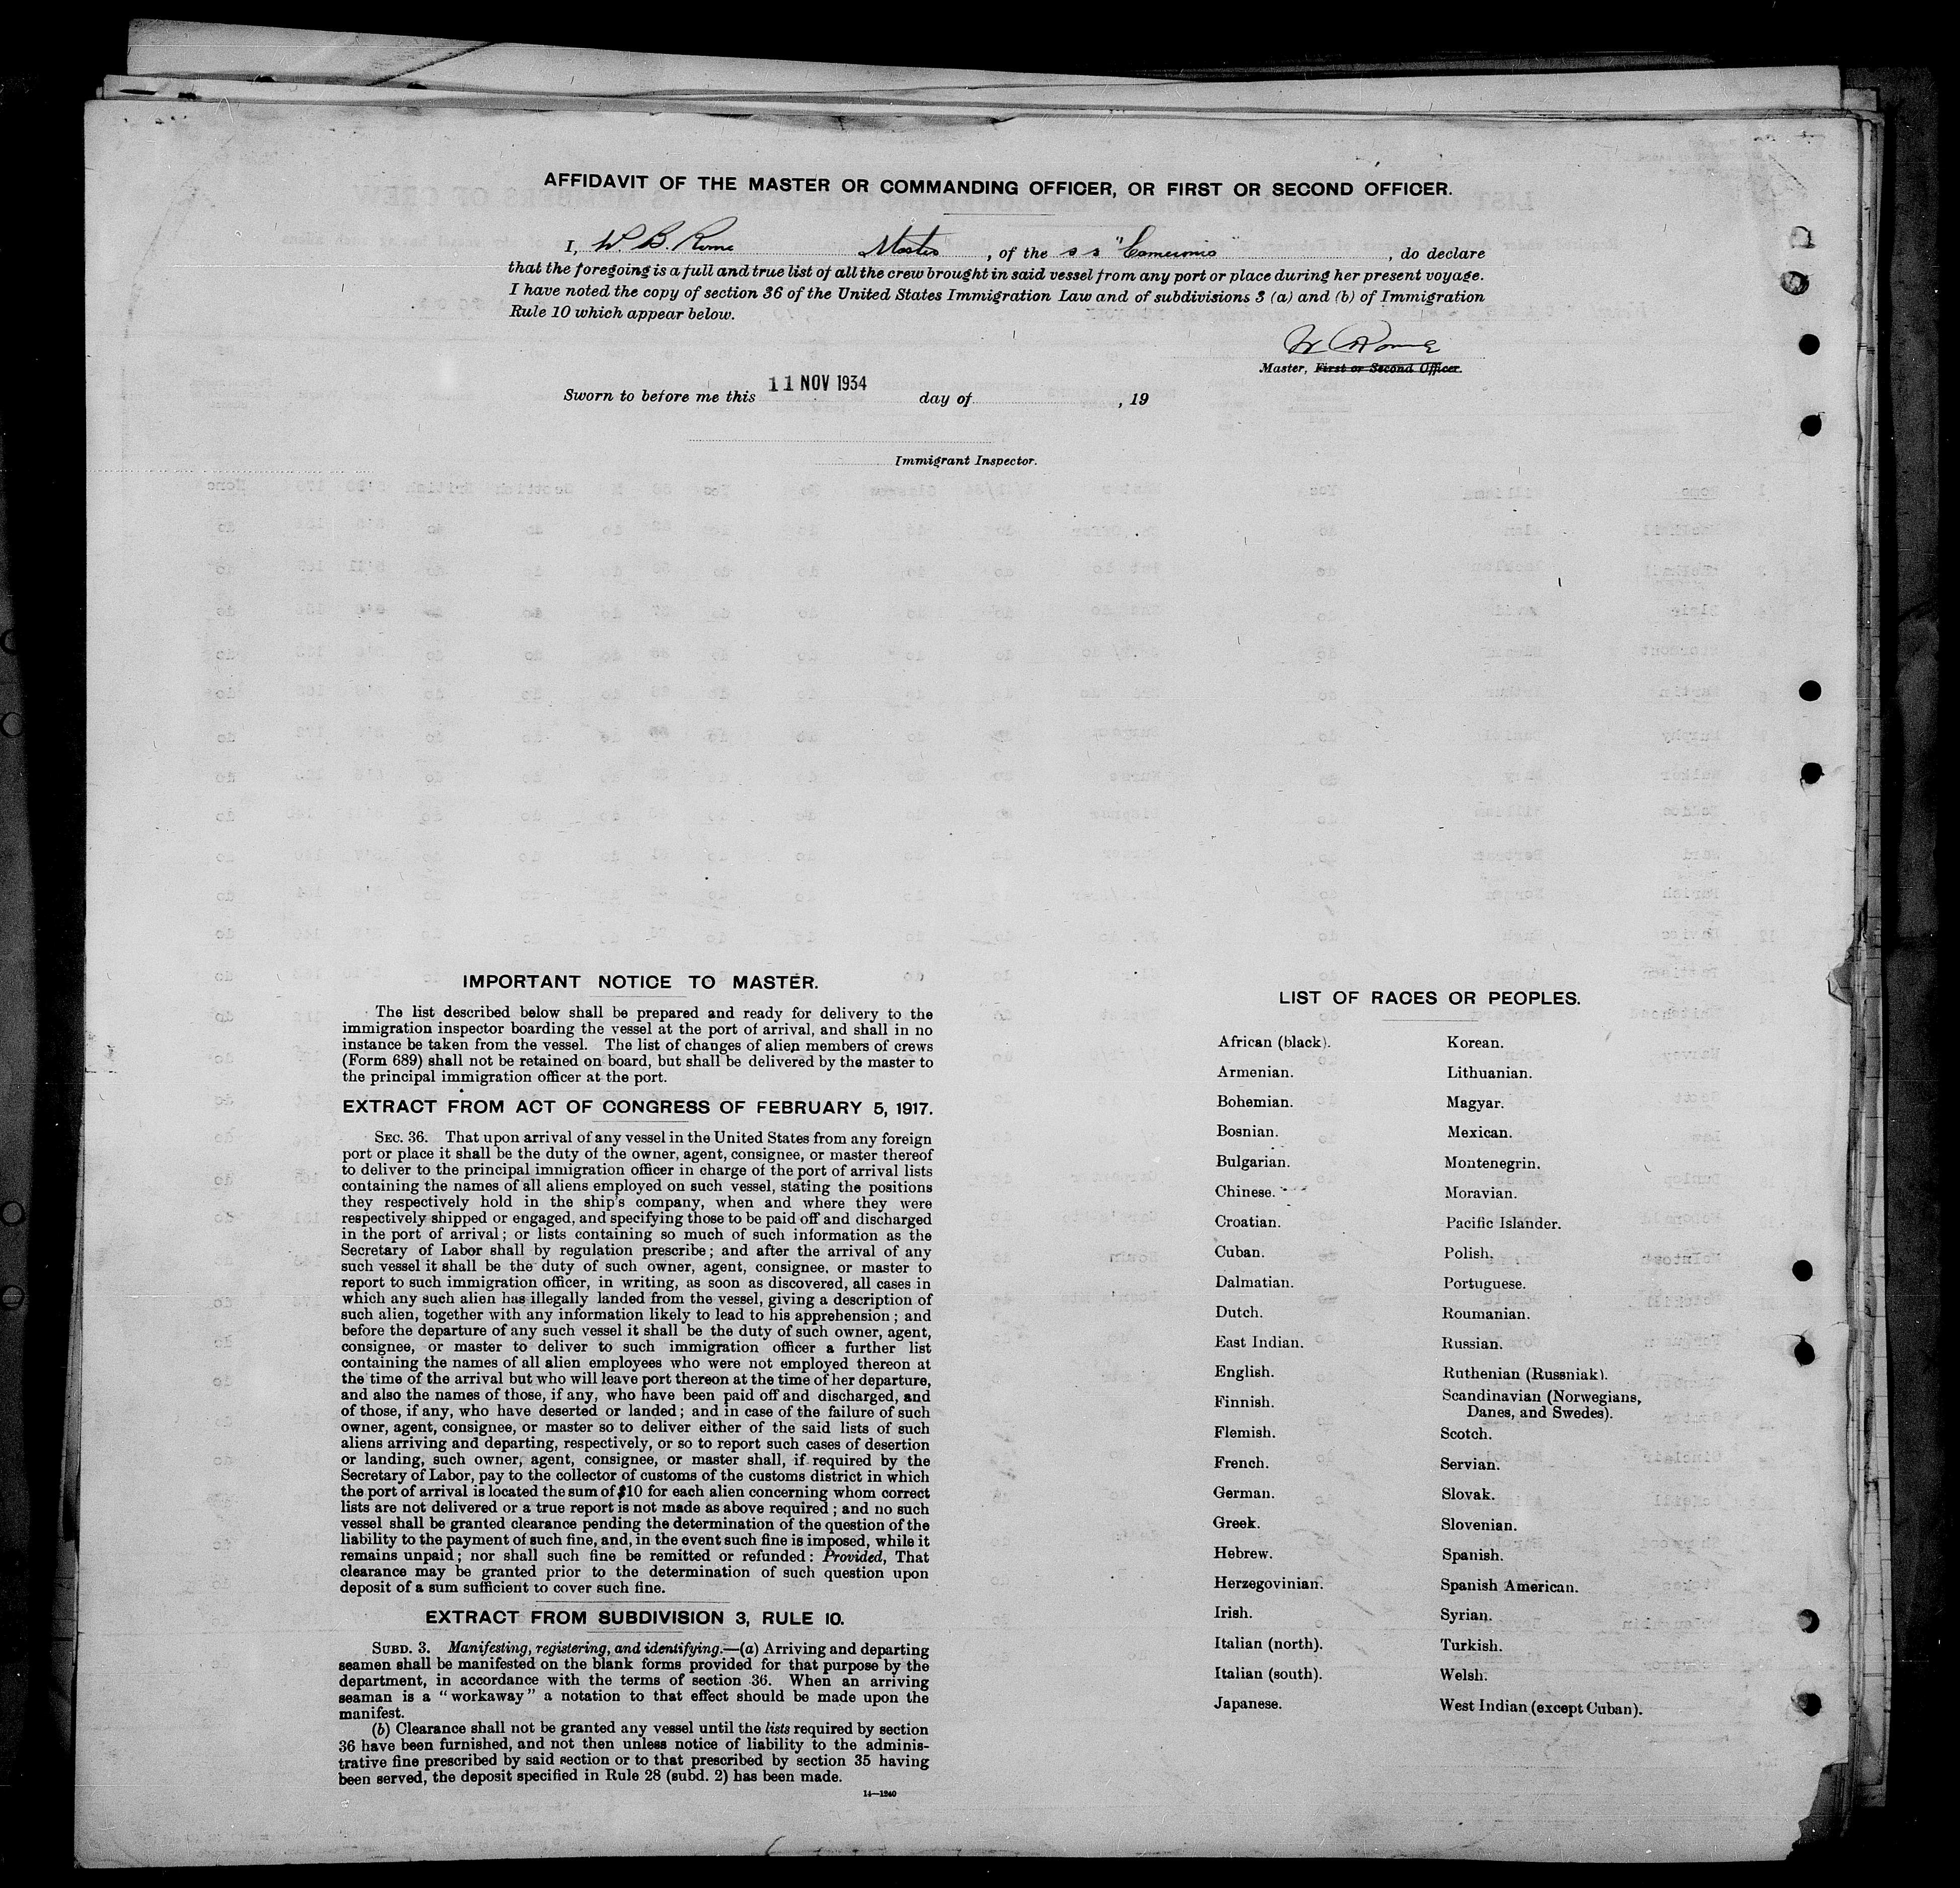 AFFIDAVIT OF THE MASTER OR COMMANDING OFFICER, OR FIRST OR SECOND OFFICER.
I, W. B. Rome Master, of the s s "Cameronia", do declare
that the foregoing is a full and true list of all the crew brought in said vessel from any port or place during her present voyage.
I have noted the copy of section 36 of the United States Immigration Law and of subdivisions 3 (a) and (b) of Immigration
Rule 10 which appear below.
Master, First or Second Officer.
Sworn to before me this 11 NOV 1934 day of , 19
Immigrant Inspector.
IMPORTANT NOTICE TO MASTER.
The list described below shall be prepared and ready for delivery to the
immigration inspector boarding the vessel at the port of arrival, and shall in no
instance be taken from the vessel. The list of changes of alien members of crews
(Form 689) shall not be retained on board, but shall be delivered by the master to
the principal immigration officer at the port.
EXTRACT FROM ACT OF CONGRESS OF FEBRUARY 5, 1917.
SEC. 36. That upon arrival of any vessel in the United States from any foreign
port or place it shall be the duty of the owner, agent, consignee, or master thereof
to deliver to the principal immigration officer in charge of the port of arrival lists
containing the names of all aliens employed on such vessel, stating the positions
they respectively hold in the ship's company, when and where they were
respectively shipped or engaged, and specifying those to be paid off and discharged
in the port of arrival; or lists containing so much of such information as the
Secretary of Labor shall by regulation prescribe; and after the arrival of any
such vessel it shall be the duty of such owner, agent, consignee, or master to
report to such immigration officer, in writing, as soon as discovered, all cases in
which any such alien has illegally landed from the vessel, giving a description of
such alien, together with any information likely to lead to his apprehension; and
before the departure of any such vessel it shall be the duty of such owner, agent,
consignee, or master to deliver to such immigration officer a further list
containing the names of all alien employees who were not employed thereon at
the time of the arrival but who will leave port thereon at the time of her departure,
and also the names of those, if any, who have been paid off and discharged, and
of those, if any, who have deserted or landed; and in case of the failure of such
owner, agent, consignee, or master so to deliver either of the said lists of such
aliens arriving and departing, respectively, or so to report such cases of desertion
or landing, such owner, agent, consignee, or master shall, if required by the
Secretary of Labor, pay to the collector of customs of the customs district in which
the port of arrival is located the sum of $10 for each alien concerning whom correct
lists are not delivered or a true report is not made as above required; and no such
vessel shall be granted clearance pending the determination of the question of the
liability to the payment of such fine, and, in the event such fine is imposed, while it
remains unpaid; nor shall such fine be remitted or refunded: Provided, That
clearance may be granted prior to the determination of such question upon
deposit of a sum sufficient to cover such fine.
EXTRACT FROM SUBDIVISION 3, RULE 10.
SUBD. 3. Manifesting, registering, and identifying.—(a) Arriving and departing
seamen shall be manifested on the blank forms provided for that purpose by the
department, in accordance with the terms of section 36. When an arriving
seaman is a "workaway" a notation to that effect should be made upon the
manifest.
(b) Clearance shall not be granted any vessel until the lists required by section
36 have been furnished, and not then unless notice of liability to the adminis-
trative fine prescribed by said section or to that prescribed by section 35 having
been served, the deposit specified in Rule 28 (subd. 2) has been made.
14—1240
LIST OF RACES OR PEOPLES.
African (black).
Armenian.
Bohemian.
Bosnian.
Bulgarian.
Chinese.
Croatian.
Cuban.
Dalmatian.
Dutch.
East Indian.
English.
Finnish.
Flemish.
French.
German.
Greek.
Hebrew.
Herzegovinian.
Irish.
Italian (north).
Italian (south).
Japanese.
Korean.
Lithuanian.
Magyar.
Mexican.
Montenegrin.
Moravian.
Pacific Islander.
Polish.
Portuguese.
Roumanian.
Russian.
Ruthenian (Russniak).
Scandinavian (Norwegians,
Danes, and Swedes).
Scotch.
Servian.
Slovak.
Slovenian.
Spanish.
Spanish American.
Syrian.
Turkish.
Welsh.
West Indian (except Cuban).